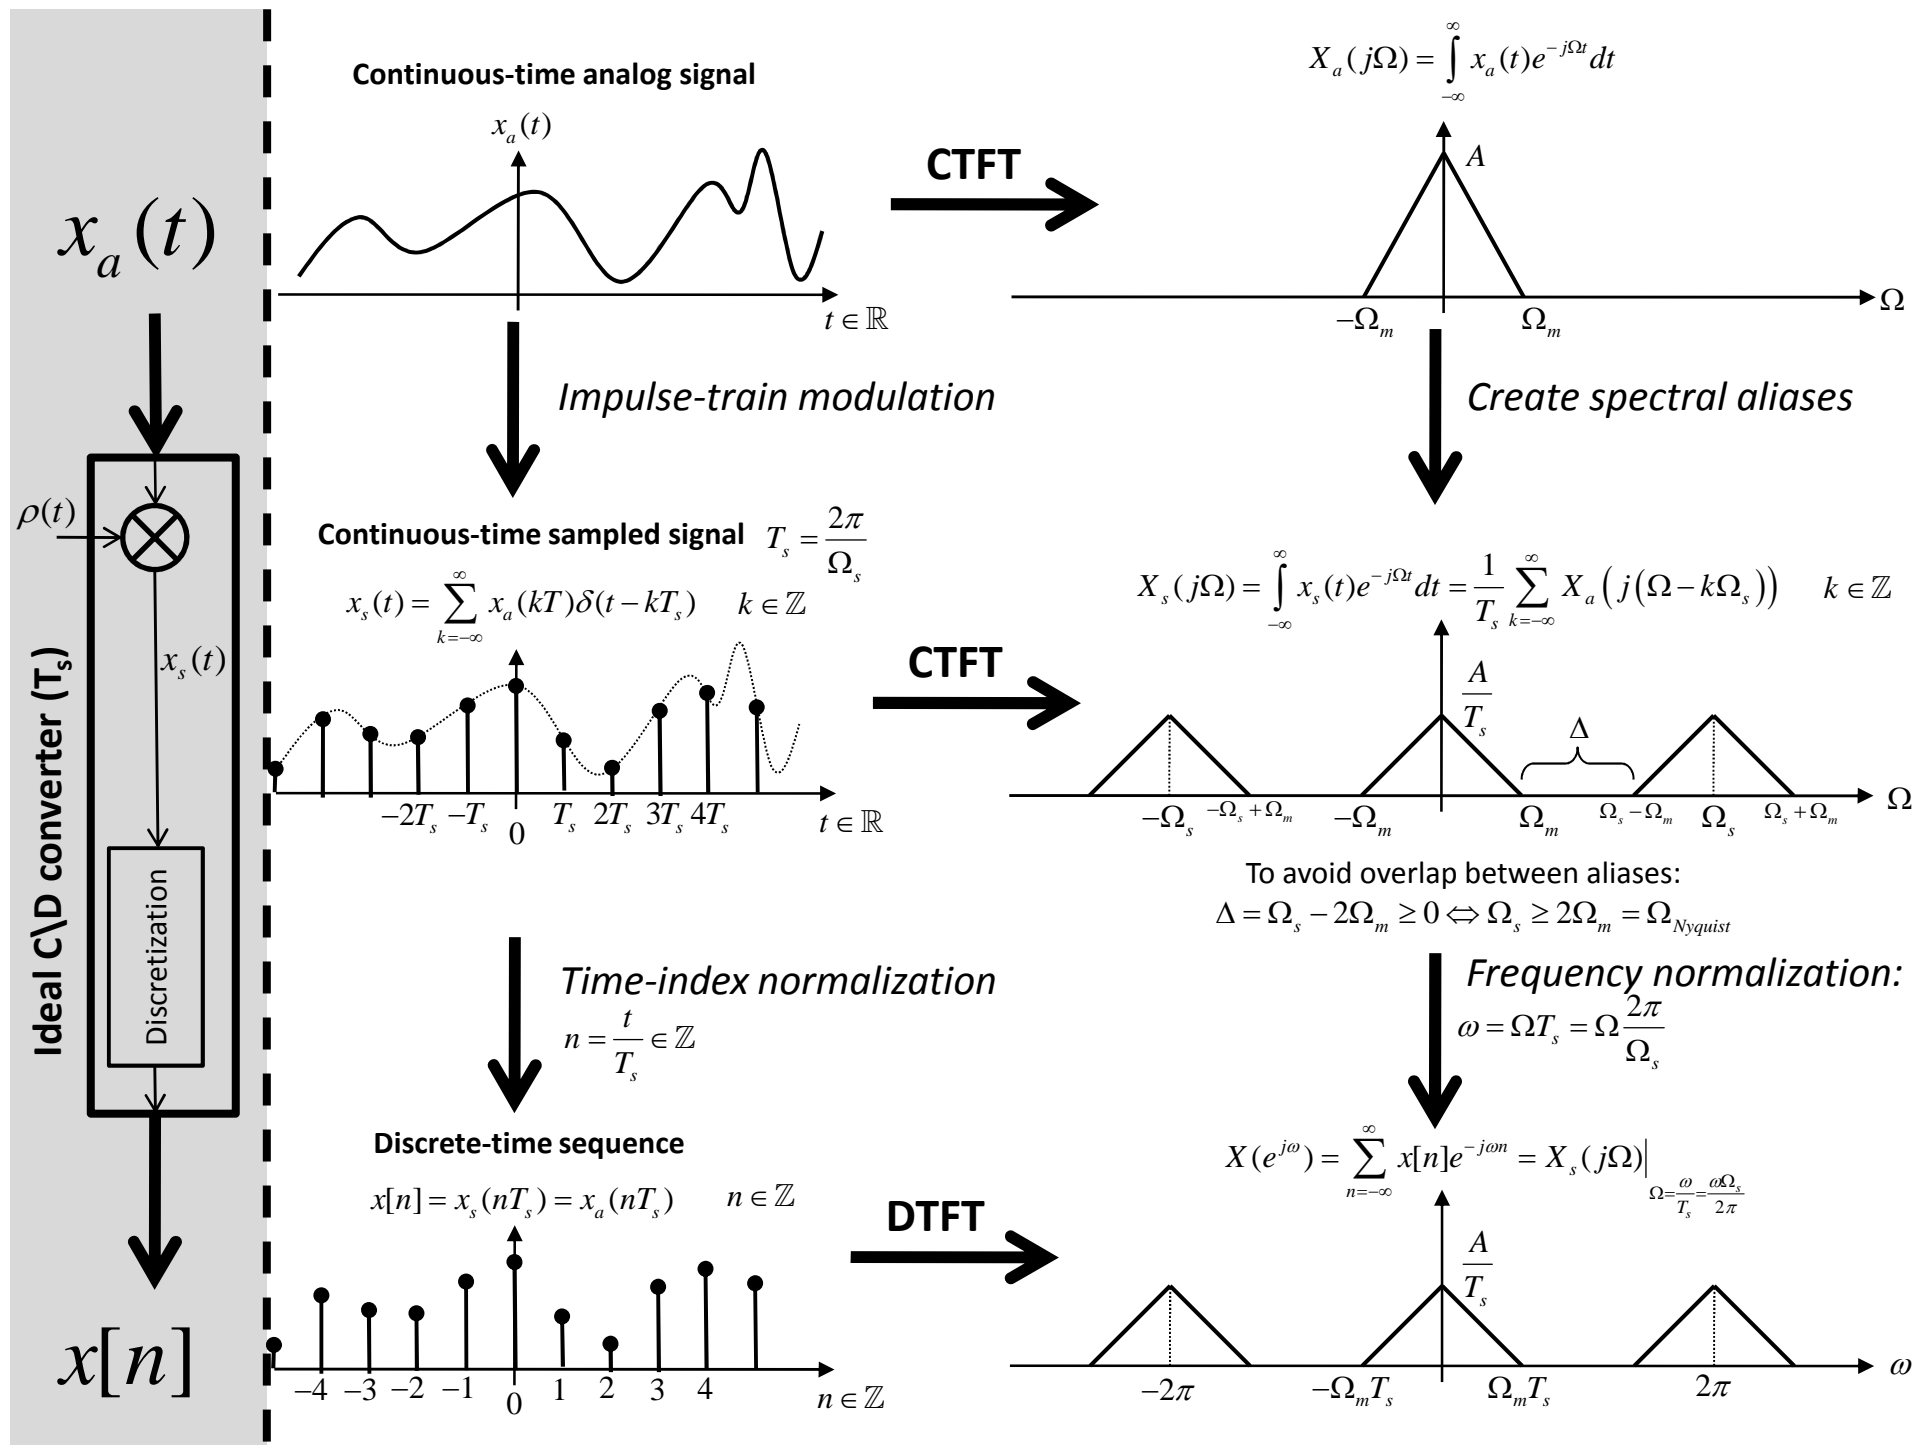 x_a(t)
ρ(t)
x_s(t)
Ideal C\D converter (T_s)
Discretization
x[n]
Continuous-time analog signal
x_a(t)
t ∈ ℝ
CTFT
X_a(jΩ) = ∫_{-∞}^{∞} x_a(t)e^{-jΩt}dt
A
Ω
-Ω_m Ω_m
Impulse-train modulation
Create spectral aliases
Continuous-time sampled signal T_s = 2π/Ω_s
x_s(t) = ∑_{k=-∞}^{∞} x_a(kT)δ(t-kT_s) k ∈ ℤ
-2T_s -T_s 0 T_s 2T_s 3T_s 4T_s t ∈ ℝ
CTFT
X_s(jΩ) = ∫_{-∞}^{∞} x_s(t)e^{-jΩt}dt = 1/T_s ∑_{k=-∞}^{∞} X_a(j(Ω-kΩ_s)) k ∈ ℤ
A/T_s
Δ
Ω
-Ω_s -Ω_s+Ω_m -Ω_m Ω_m Ω_s-Ω_m Ω_s Ω_s+Ω_m
To avoid overlap between aliases:
Δ = Ω_s - 2Ω_m ≥ 0 ⇔ Ω_s ≥ 2Ω_m = Ω_{Nyquist}
Time-index normalization
n = t/T_s ∈ ℤ
Frequency normalization:
ω = ΩT_s = Ω 2π/Ω_s
Discrete-time sequence
x[n] = x_s(nT_s) = x_a(nT_s) n ∈ ℤ
-4 -3 -2 -1 0 1 2 3 4 n ∈ ℤ
DTFT
X(e^{jω}) = ∑_{n=-∞}^{∞} x[n]e^{-jωn} = X_s(jΩ)|_{Ω=ω/T_s=ωΩ_s/2π}
A/T_s
ω
-2π -Ω_mT_s Ω_mT_s 2π